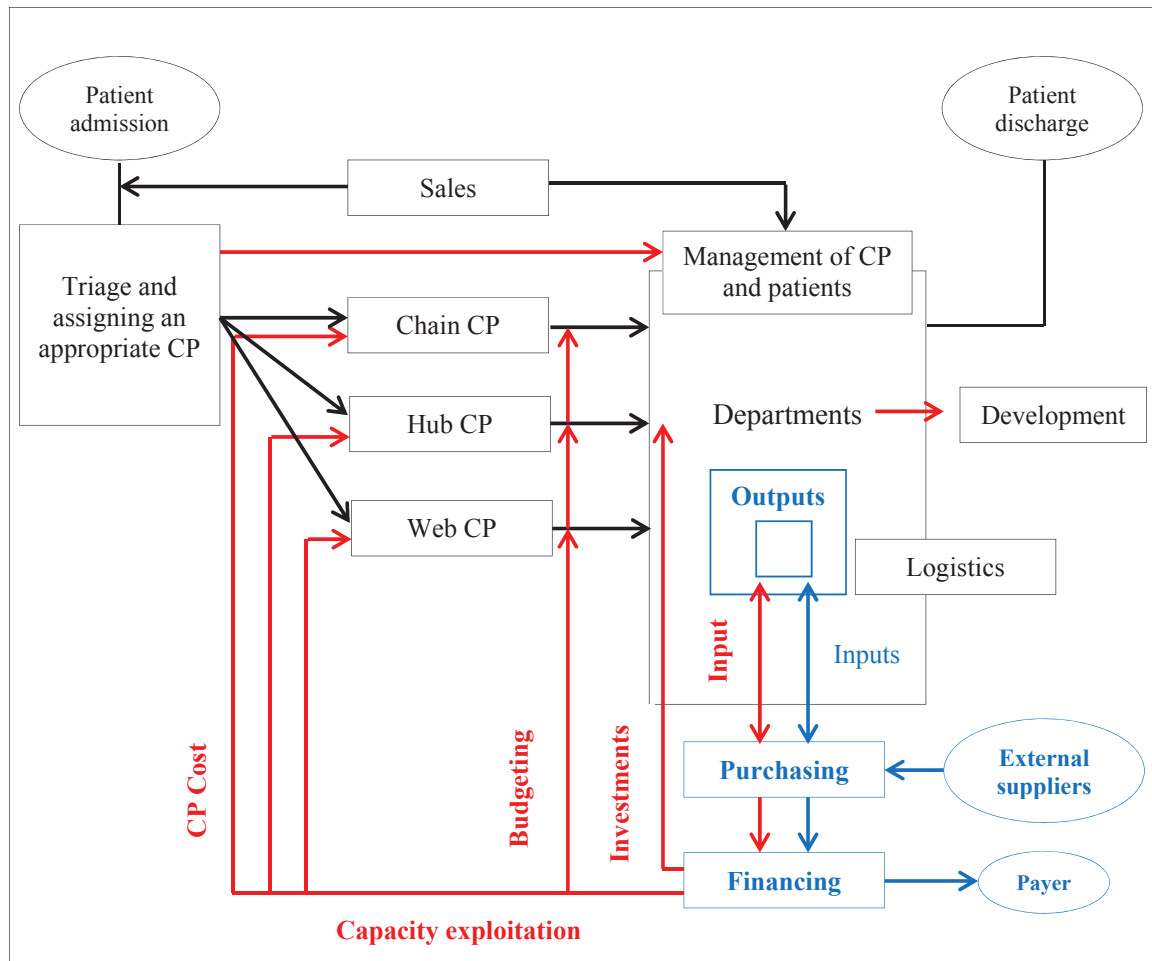 Patient
admission
Patient
discharge
Sales
Triage and
assigning an
appropriate CP
Management of CP
and patients
Chain CP
Hub CP
Departments
Development
Web CP
Outputs
Logistics
Input
Inputs
CP Cost
Budgeting
Investments
Purchasing
External
suppliers
Financing
Payer
Capacity exploitation